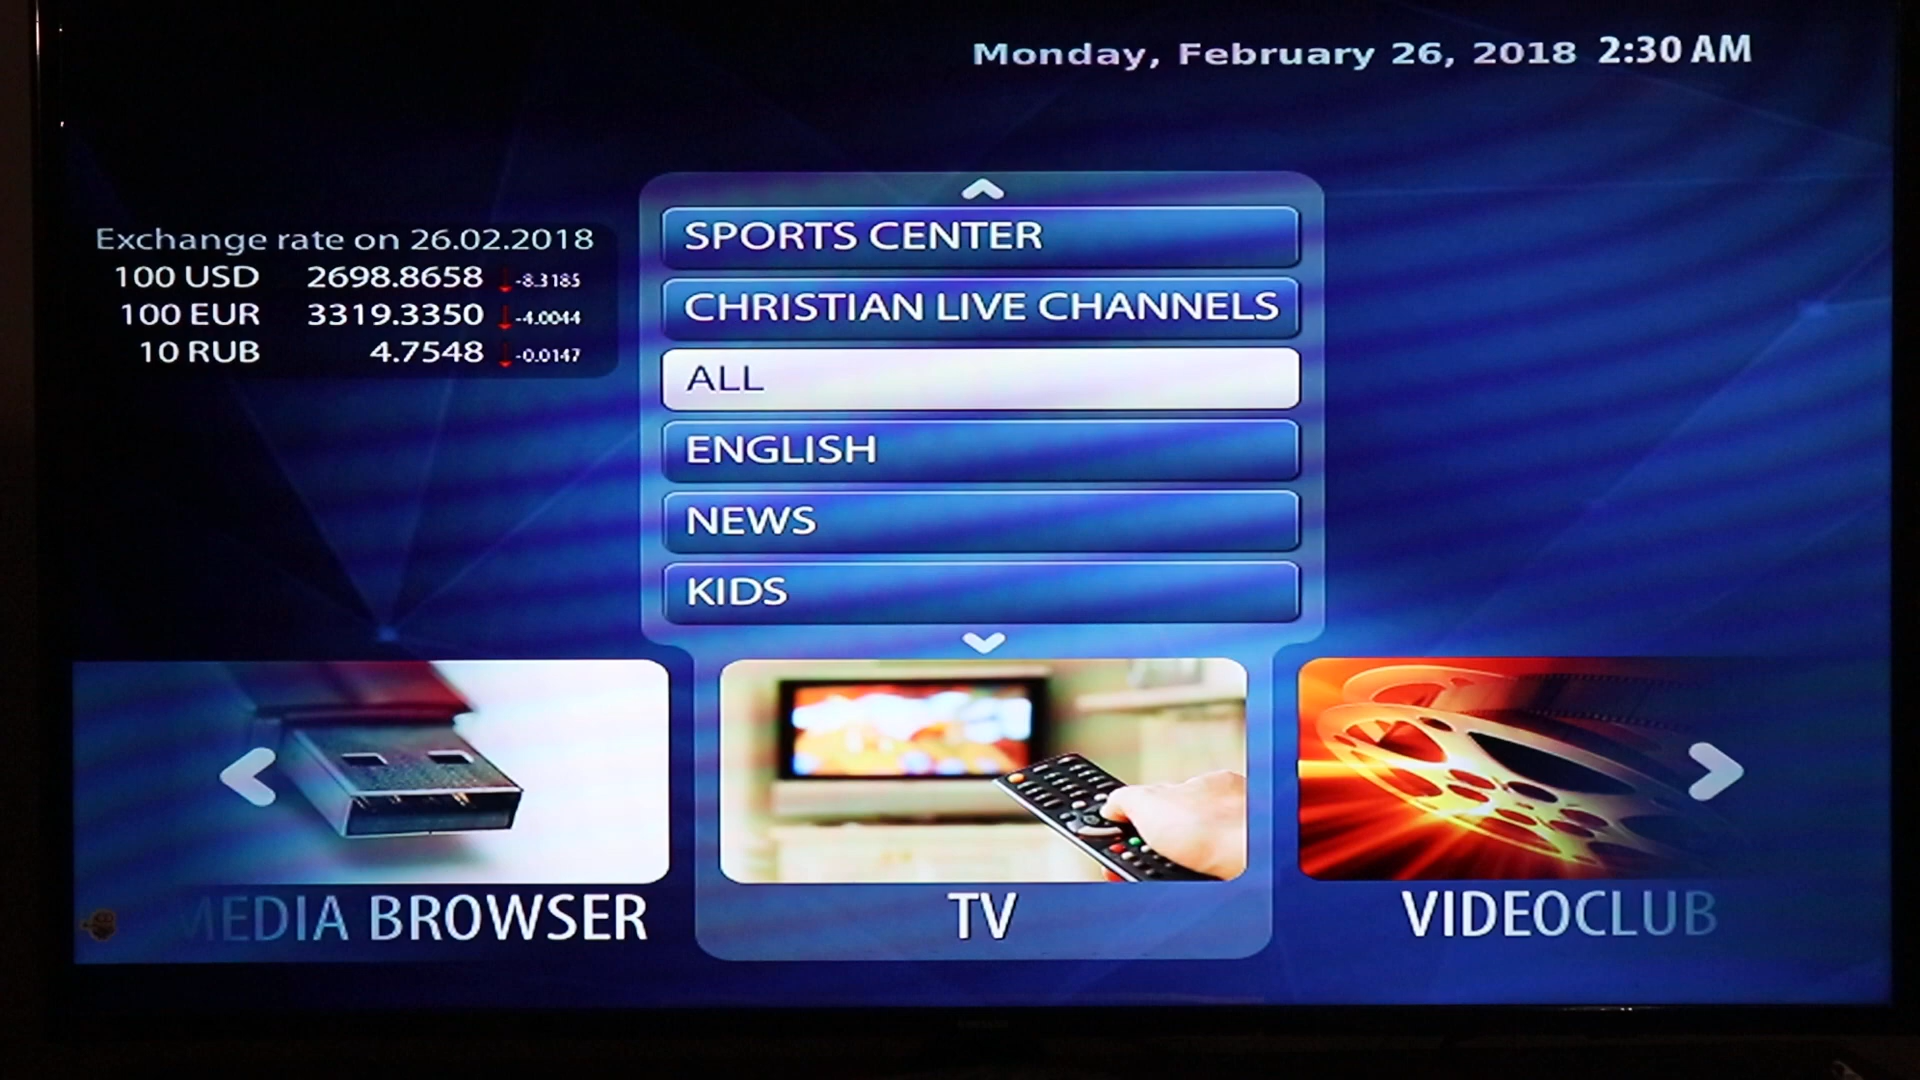 Monday, February 26, 2018 2:30 AM
Exchange rate on 26.02.2018
100 USD 2698.8658 -8.3185
100 EUR 3319.3350 -4.0044
10 RUB 4.7548 -0.0147
SPORTS CENTER
CHRISTIAN LIVE CHANNELS
ALL
ENGLISH
NEWS
KIDS
MEDIA BROWSER
TV
VIDEOCLUB